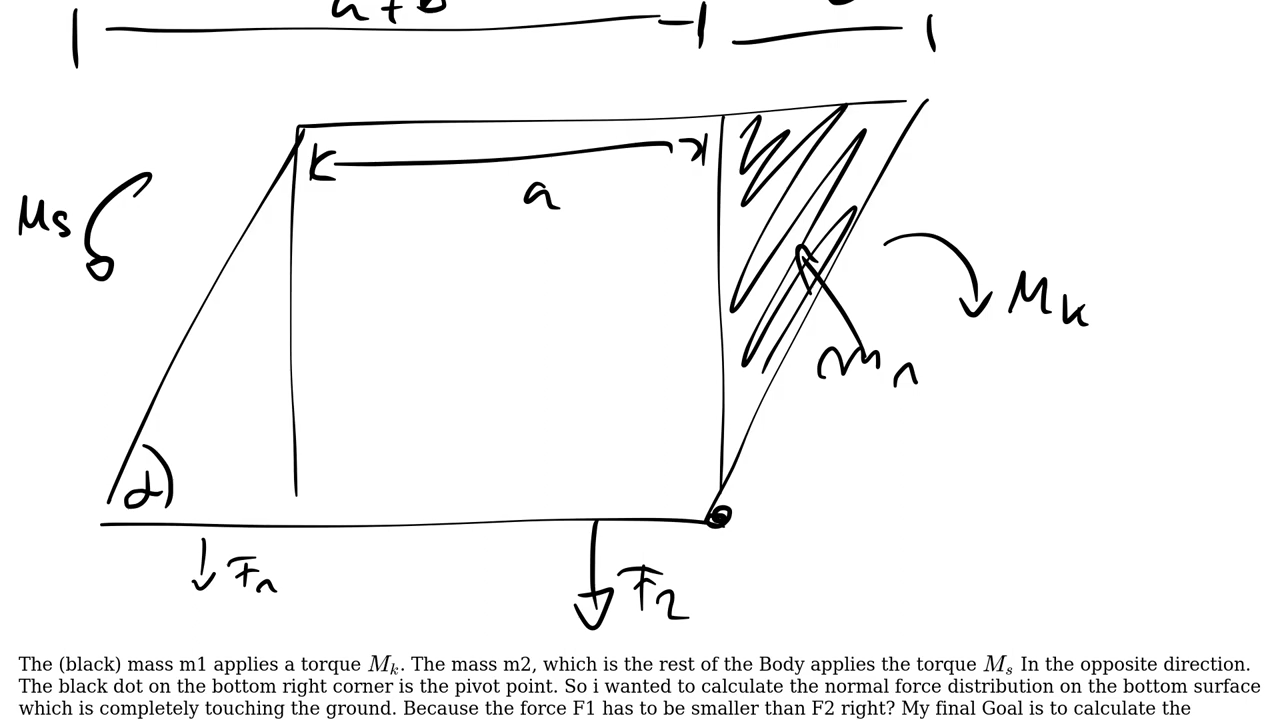 a + b
a
Ms
Mk
m1
α)
F1
F2
The (black) mass m1 applies a torque M_k. The mass m2, which is the rest of the Body applies the torque M_s In the opposite direction.
The black dot on the bottom right corner is the pivot point. So i wanted to calculate the normal force distribution on the bottom surface
which is completely touching the ground. Because the force F1 has to be smaller than F2 right? My final Goal is to calculate the